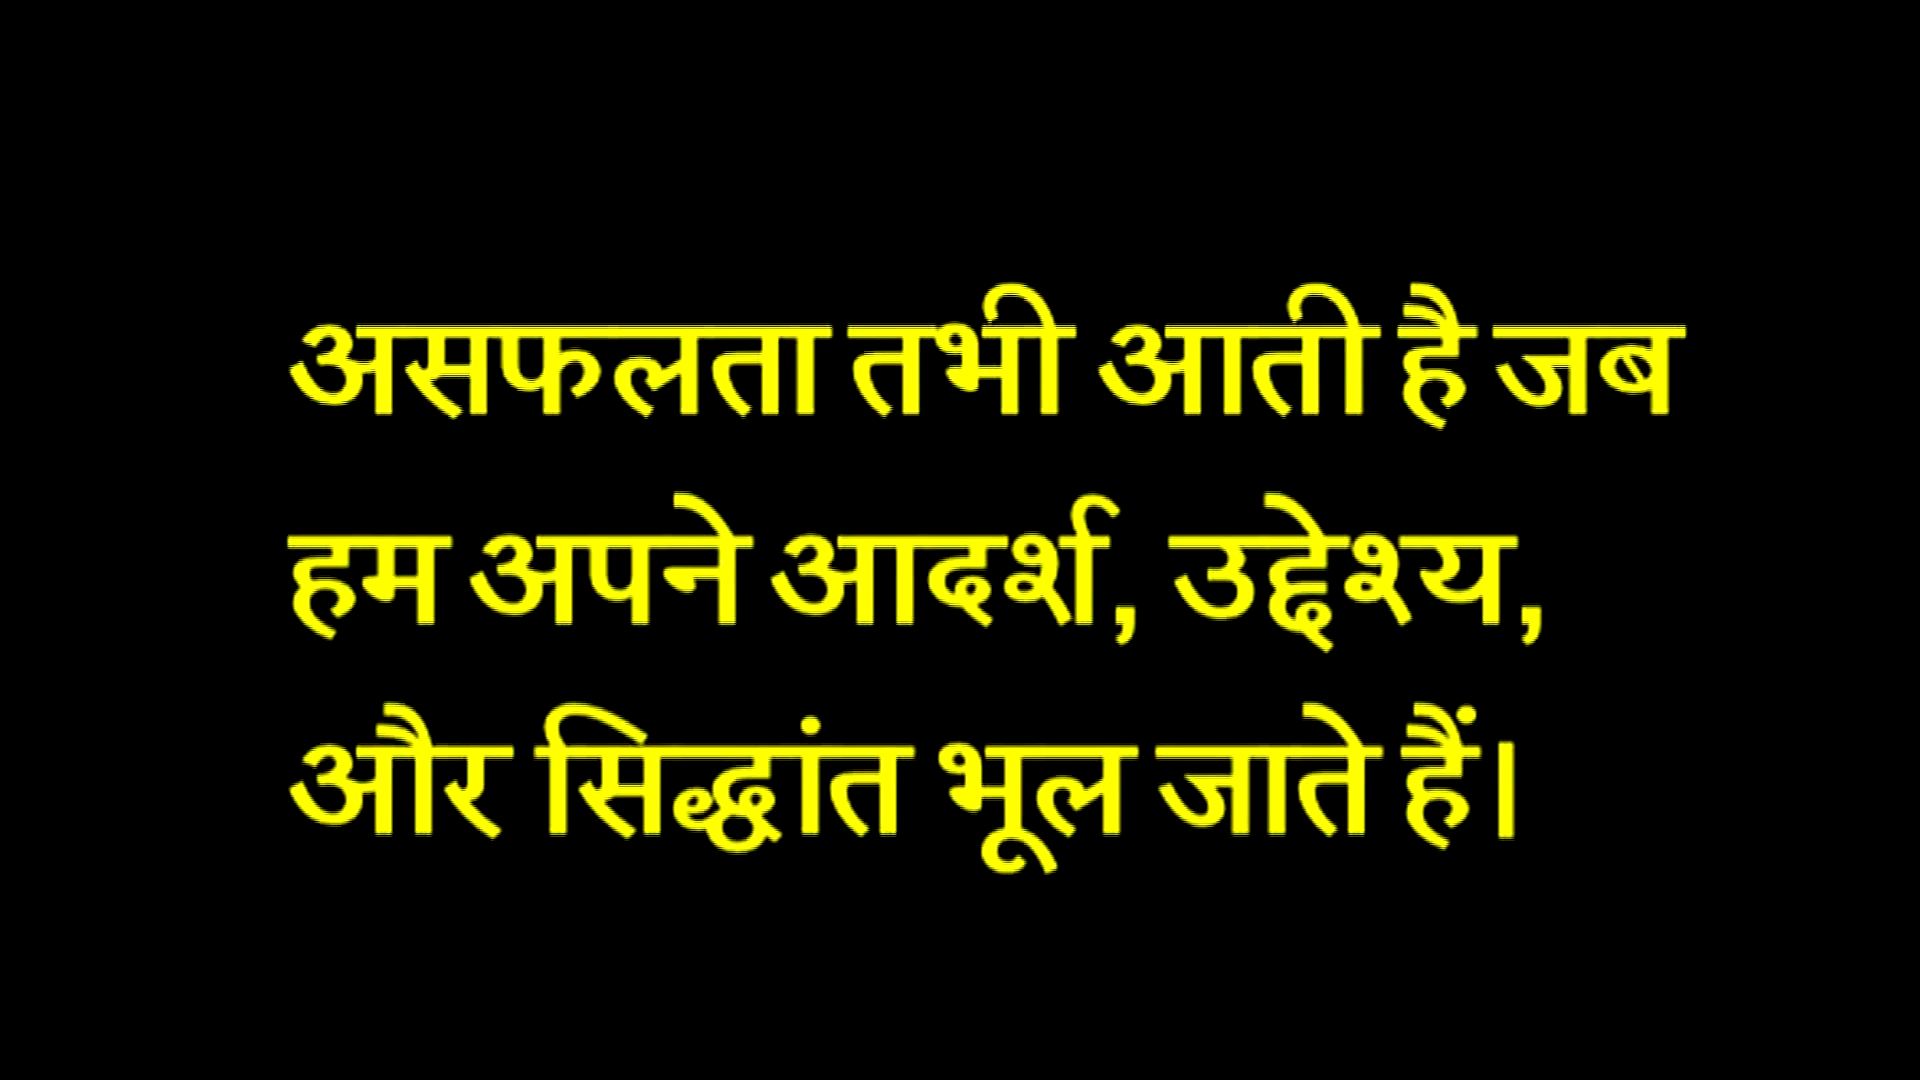 असफलता तभी आती है जब
हम अपने आदर्श, उद्देश्य,
और सिद्धांत भूल जाते हैं।